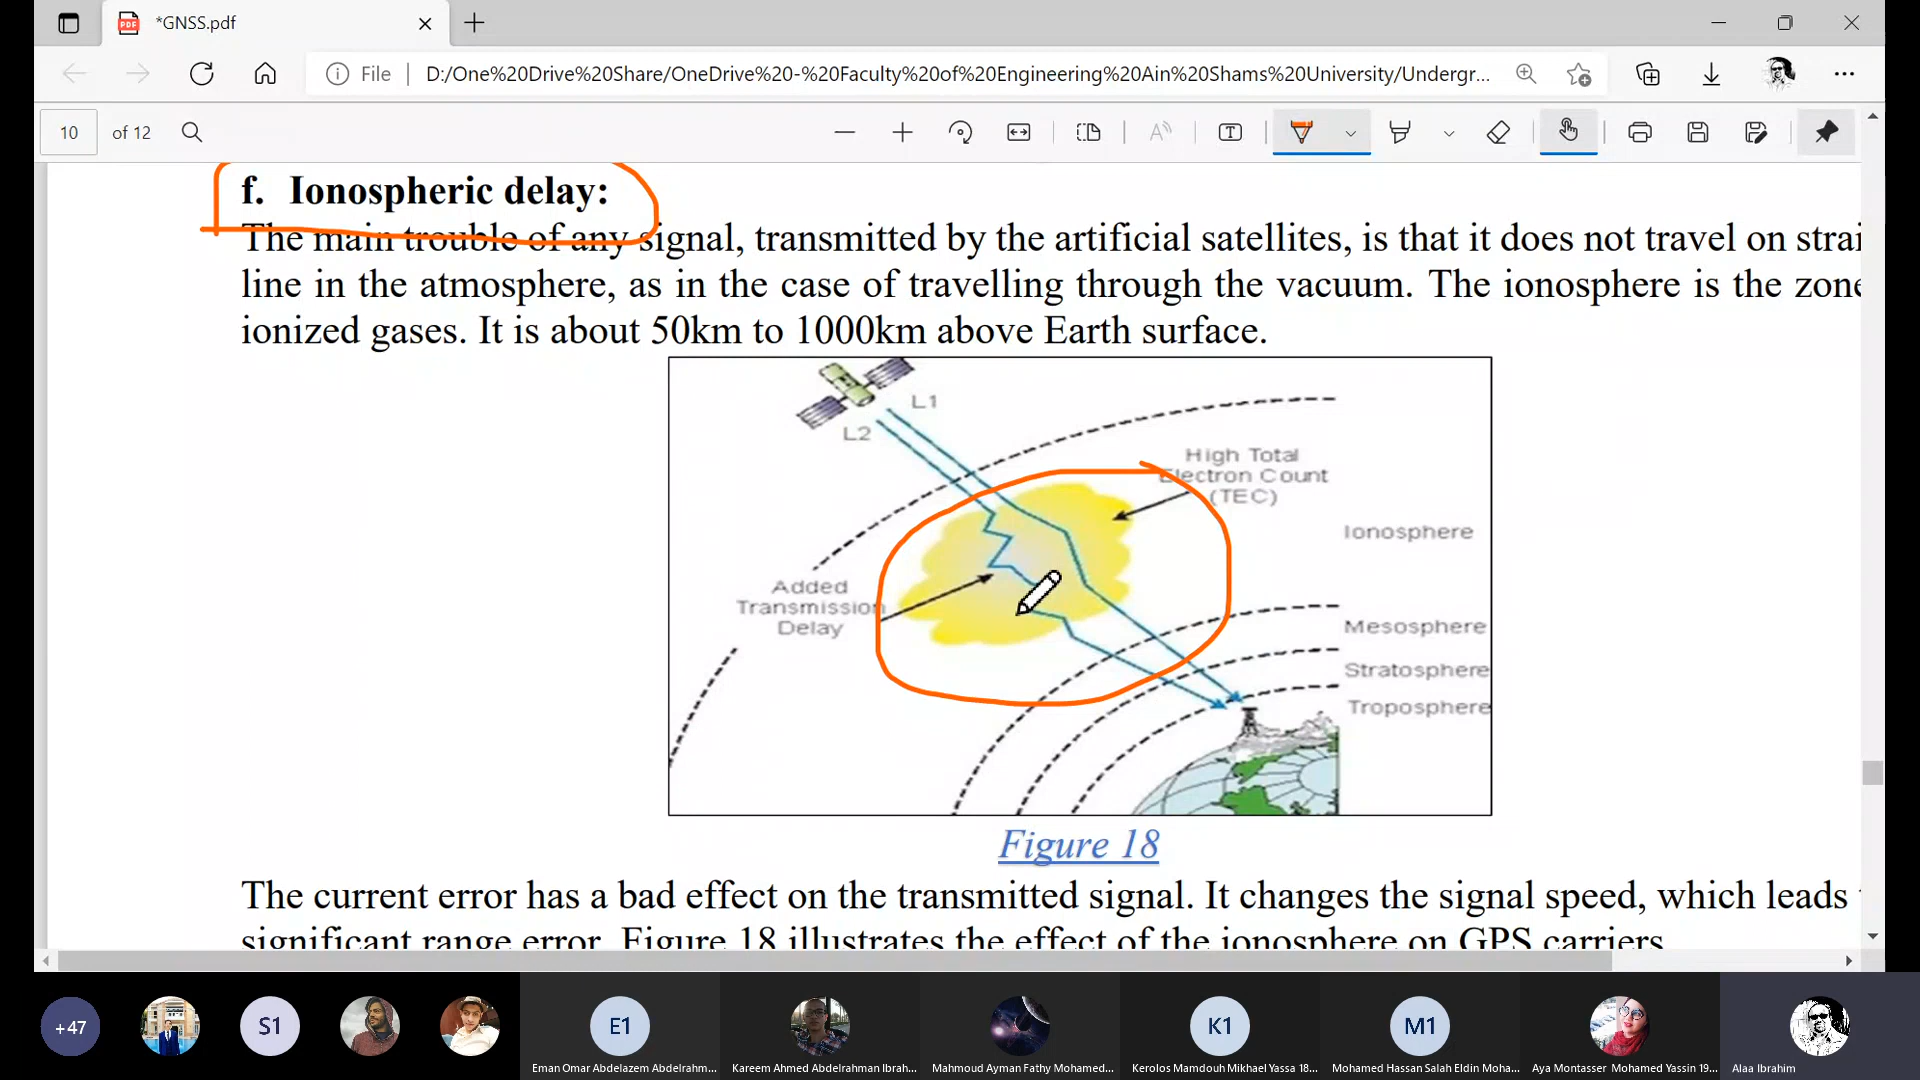 *GNSS.pdf
File
D:/One%20Drive%20Share/OneDrive%20-%20Faculty%20of%20Engineering%20Ain%20Shams%20University/Undergr...
10 of 12
f. Ionospheric delay:
The main trouble of any signal, transmitted by the artificial satellites, is that it does not travel on strai
line in the atmosphere, as in the case of travelling through the vacuum. The ionosphere is the zone
ionized gases. It is about 50km to 1000km above Earth surface.
L1
L2
High Total
Electron Count
(TEC)
Ionosphere
Added
Transmission
Delay
Mesosphere
Stratosphere
Troposphere
Figure 18
The current error has a bad effect on the transmitted signal. It changes the signal speed, which leads
significant range error. Figure 18 illustrates the effect of the ionosphere on GPS carriers
+47
S1
E1
K1
M1
Eman Omar Abdelazem Abdelrahm...
Kareem Ahmed Abdelrahman Ibrah...
Mahmoud Ayman Fathy Mohamed...
Kerolos Mamdouh Mikhael Yassa 18...
Mohamed Hassan Salah Eldin Moha...
Aya Montasser Mohamed Yassin 19...
Alaa Ibrahim